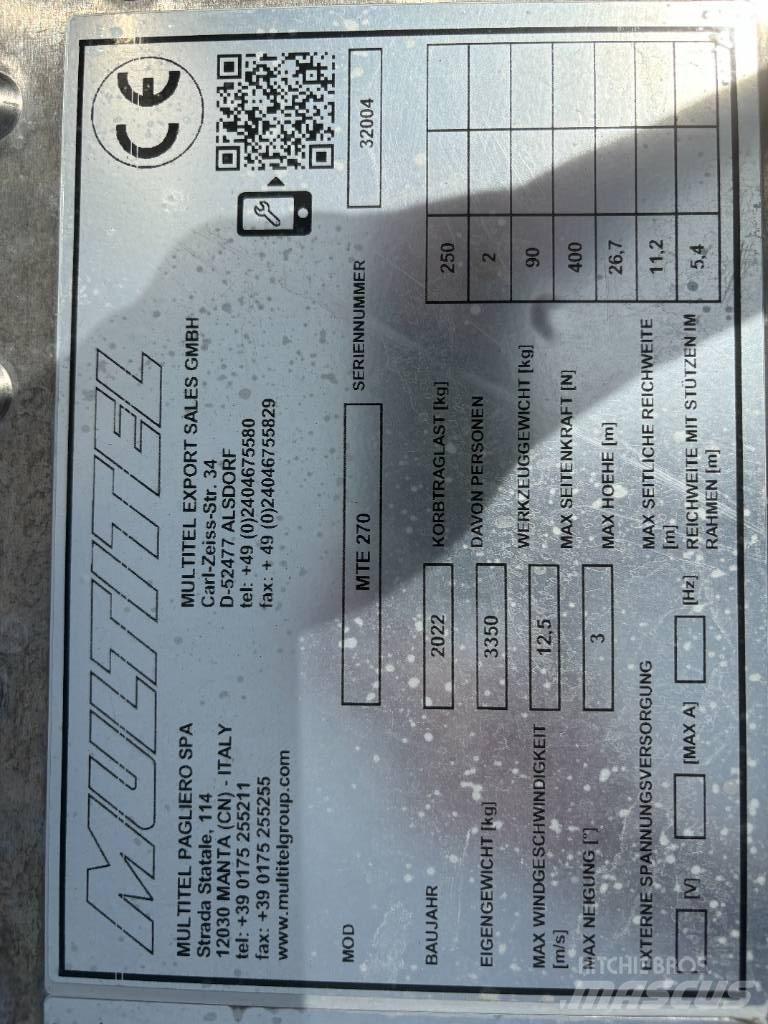 MULTITEL
CE
MULTITEL PAGLIERO SPA
Strada Statale, 114
12030 MANTA (CN) - ITALY
tel: +39 0175 255211
fax: +39 0175 255255
www.multitelgroup.com
MULTITEL EXPORT SALES GMBH
Carl-Zeiss-Str. 34
D-52477 ALSDORF
tel: +49 (0)2404675580
fax: + 49 (0)24046755829
MOD MTE 270 SERIENNUMMER 32004
BAUJAHR 2022
EIGENGEWICHT [kg] 3350
MAX WINDGESCHWINDIGKEIT 12,5
[m/s]
MAX NEIGUNG [°] 3
EXTERNE SPANNUNGSVERSORGUNG
[V] [MAX A] [Hz]
KORBTRAGLAST [kg] 250
DAVON PERSONEN 2
WERKZEUGGEWICHT [kg] 90
MAX SEITENKRAFT [N] 400
MAX HOEHE [m] 26,7
MAX SEITLICHE REICHWEITE 11,2
[m]
REICHWEITE MIT STÜTZEN IM 5,4
RAHMEN [m]
RITCHIE BROS
MASCUS